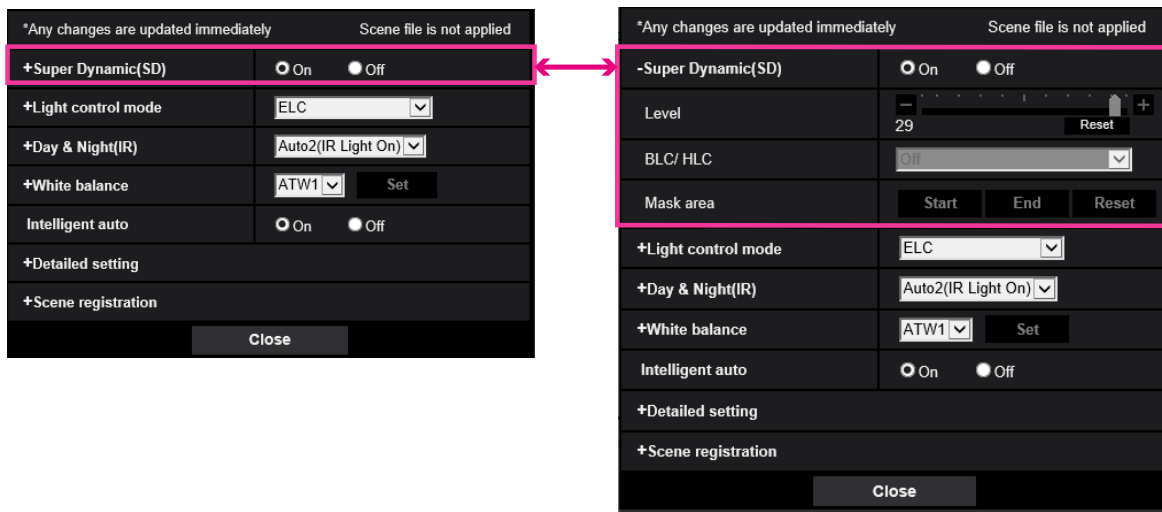 *Any changes are updated immediately Scene file is not applied
+Super Dynamic(SD) On Off
+Light control mode ELC
+Day & Night(IR) Auto2(IR Light On)
+White balance ATW1 Set
Intelligent auto On Off
+Detailed setting
+Scene registration
Close
*Any changes are updated immediately Scene file is not applied
-Super Dynamic(SD) On Off
Level - +
29 Reset
BLC/ HLC Off
Mask area Start End Reset
+Light control mode ELC
+Day & Night(IR) Auto2(IR Light On)
+White balance ATW1 Set
Intelligent auto On Off
+Detailed setting
+Scene registration
Close